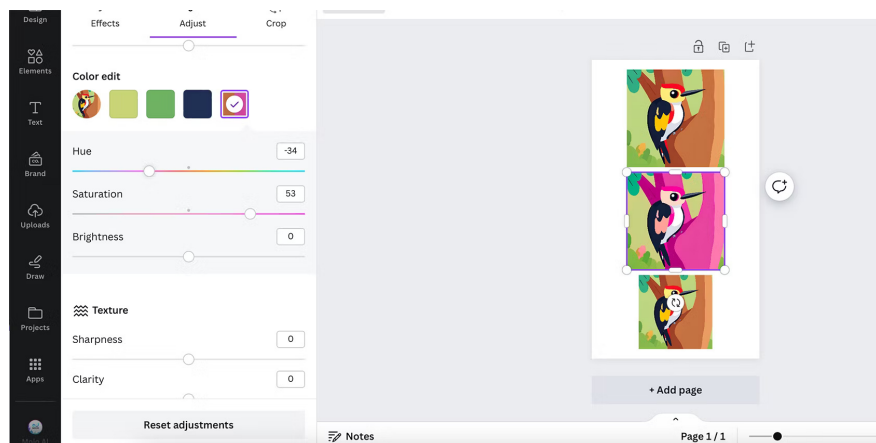 Design
Elements
Text
Brand
Uploads
Draw
Projects
Apps
Effects
Adjust
Crop
Color edit
Hue
-34
Saturation
53
Brightness
0
Texture
Sharpness
0
Clarity
0
Reset adjustments
+ Add page
Notes
Page 1 / 1